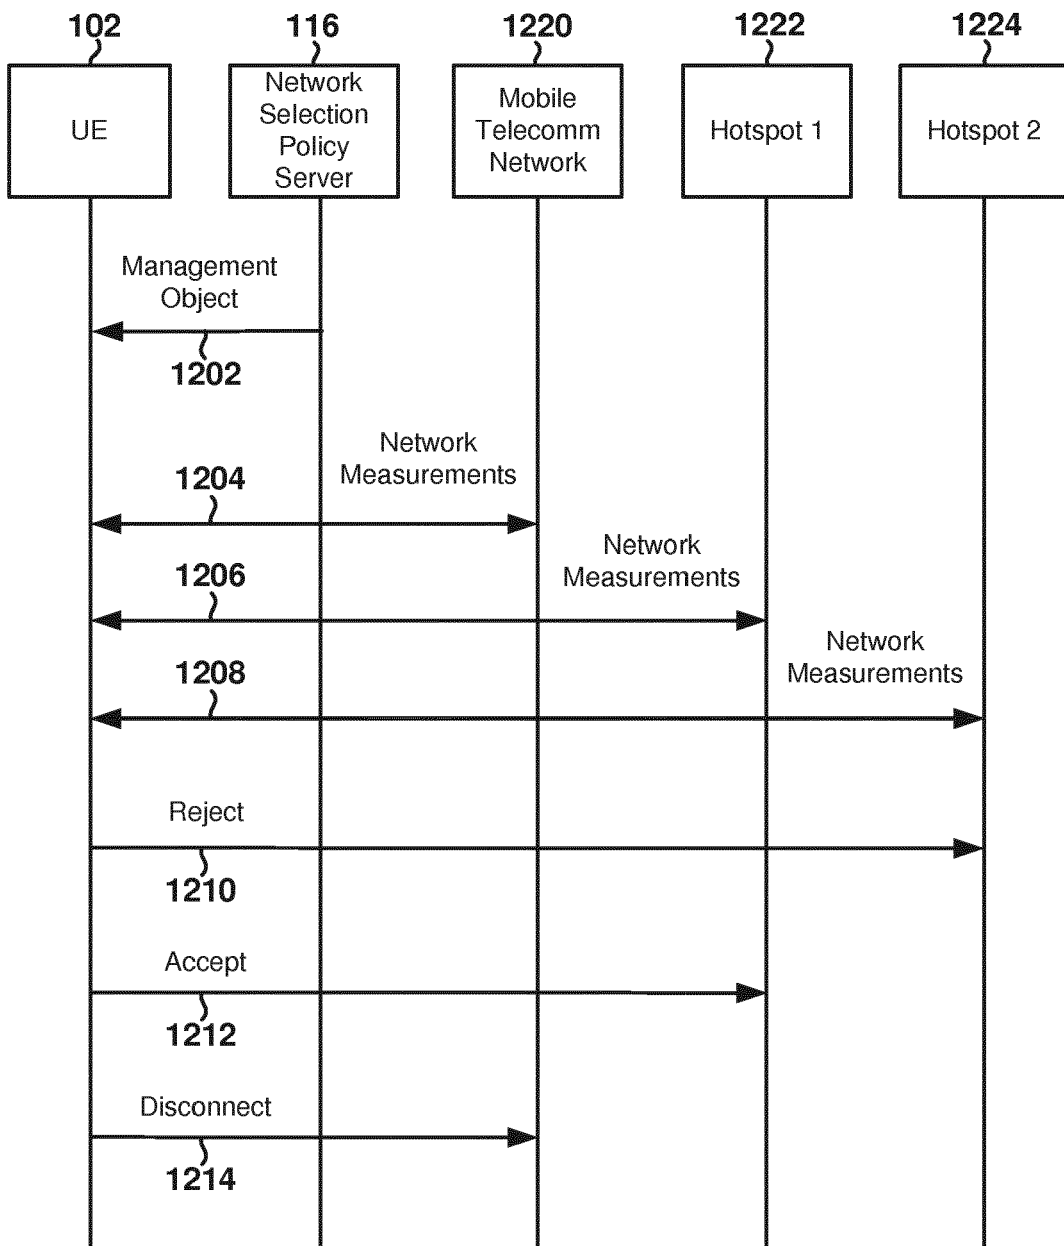 102
116
1220
1222
1224
UE
Network
Selection
Policy
Server
Mobile
Telecomm
Network
Hotspot 1
Hotspot 2
Management
Object
1202
Network
Measurements
1204
Network
Measurements
1206
Network
Measurements
1208
Reject
1210
Accept
1212
Disconnect
1214